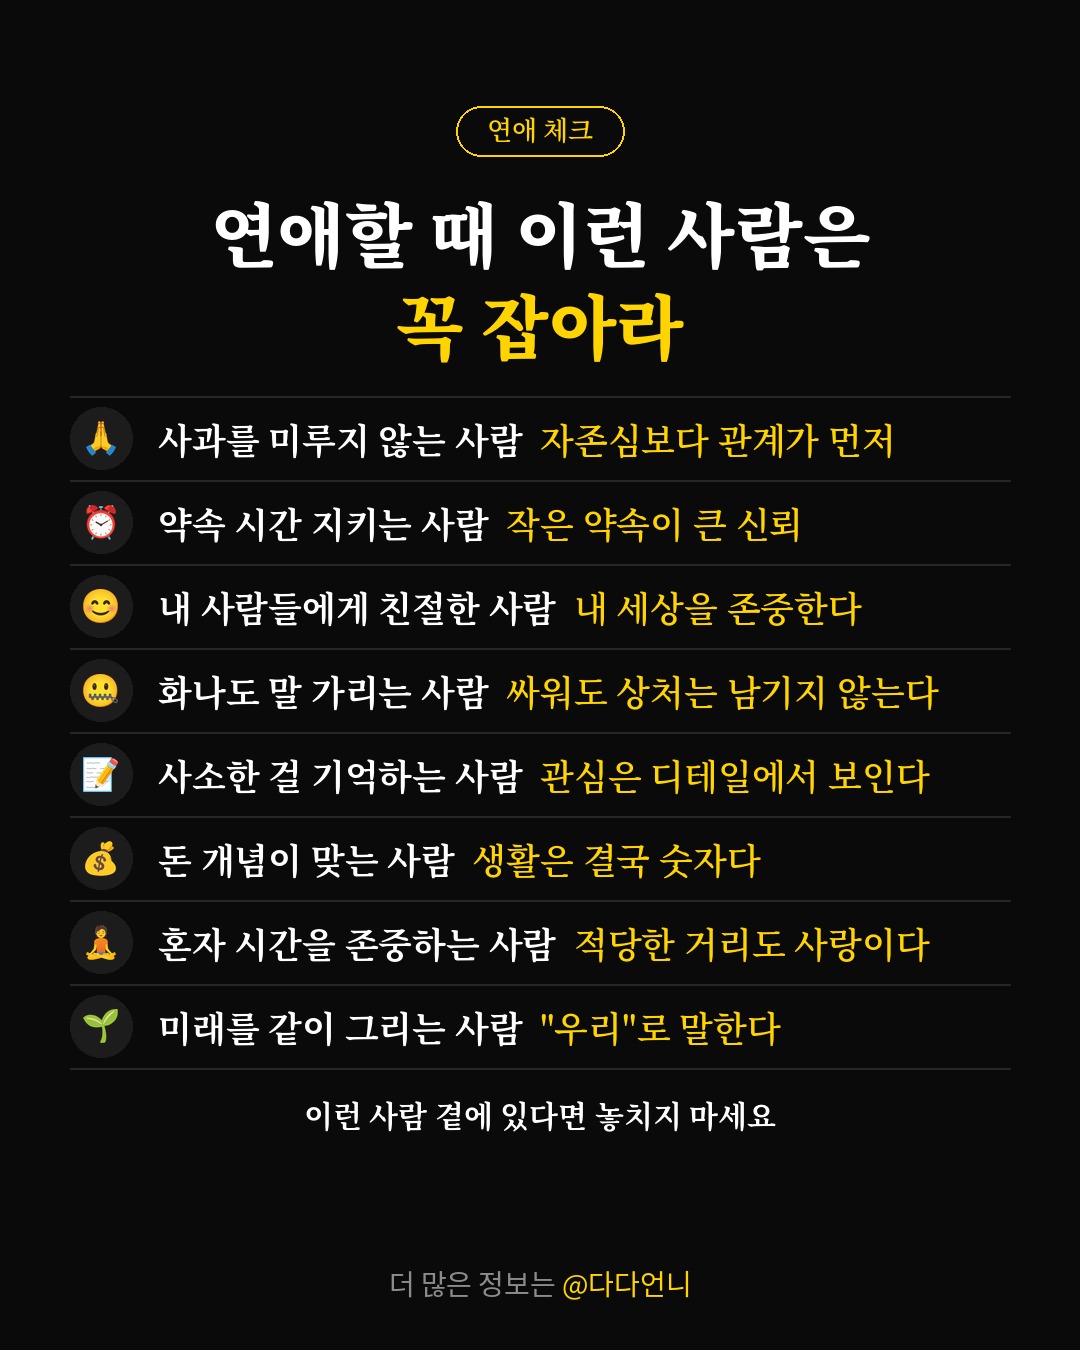 연애 체크
연애할 때 이런 사람은
꼭 잡아라
사과를 미루지 않는 사람 자존심보다 관계가 먼저
약속 시간 지키는 사람 작은 약속이 큰 신뢰
내 사람들에게 친절한 사람 내 세상을 존중한다
화나도 말 가리는 사람 싸워도 상처는 남기지 않는다
사소한 걸 기억하는 사람 관심은 디테일에서 보인다
돈 개념이 맞는 사람 생활은 결국 숫자다
혼자 시간을 존중하는 사람 적당한 거리도 사랑이다
미래를 같이 그리는 사람 "우리"로 말한다
이런 사람 곁에 있다면 놓치지 마세요
더 많은 정보는 @다다언니